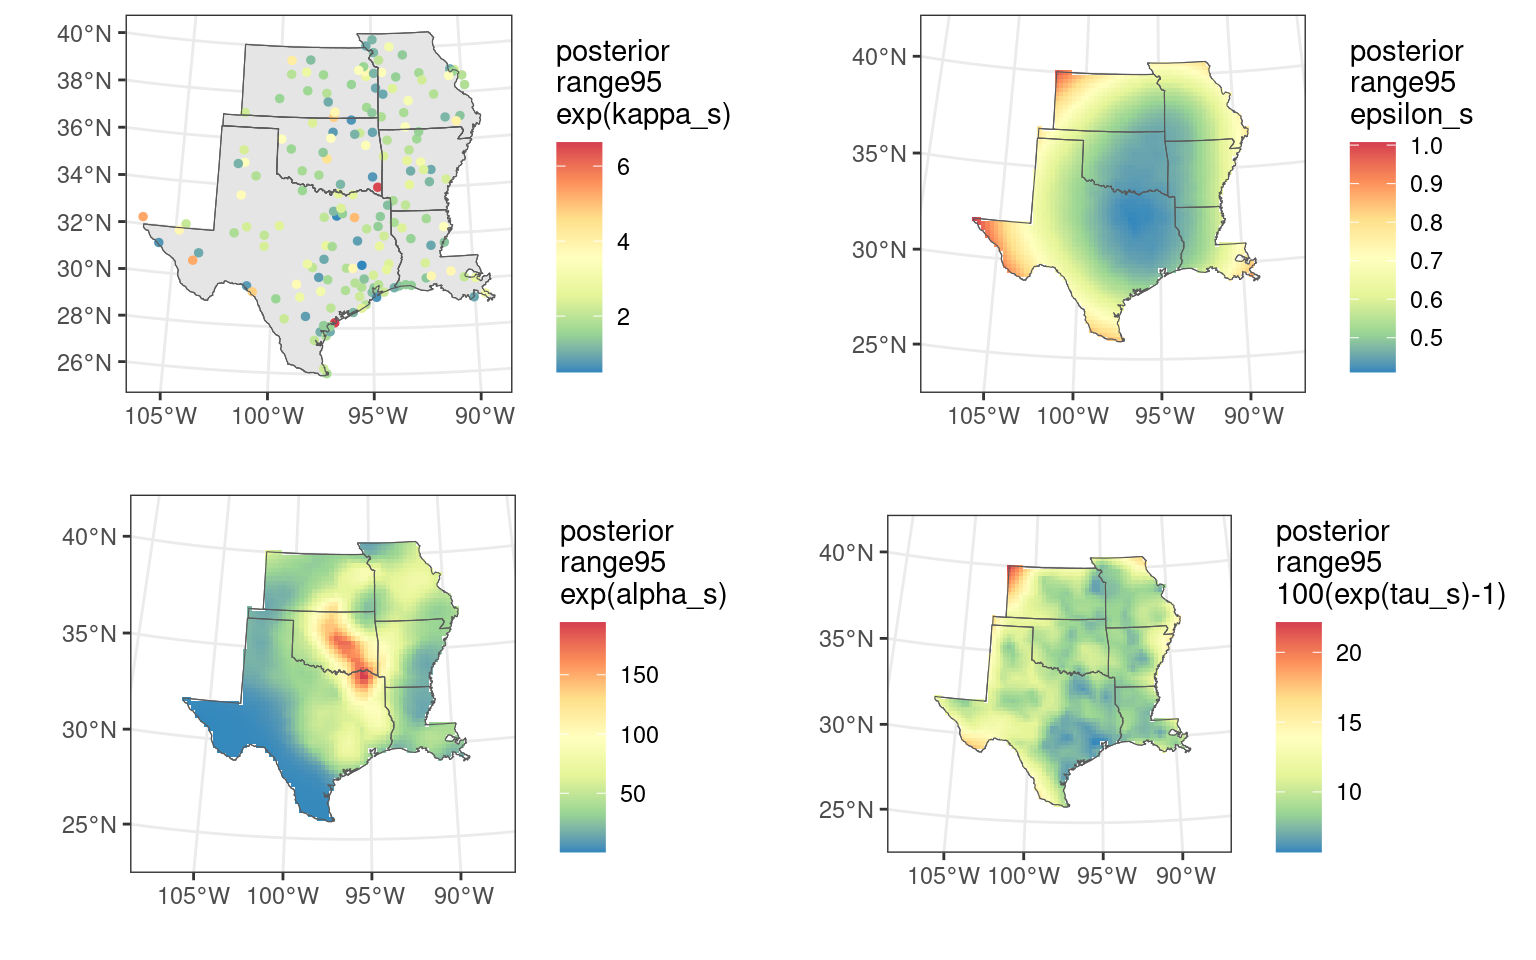 posterior
range95
exp(kappa_s)
6
4
2
40°N
38°N
36°N
34°N
32°N
30°N
28°N
26°N
105°W 100°W 95°W 90°W
posterior
range95
epsilon_s
1.0
0.9
0.8
0.7
0.6
0.5
40°N
35°N
30°N
25°N
105°W 100°W 95°W 90°W
posterior
range95
exp(alpha_s)
150
100
50
40°N
35°N
30°N
25°N
105°W 100°W 95°W 90°W
posterior
range95
100(exp(tau_s)-1)
20
15
10
40°N
35°N
30°N
25°N
105°W 100°W 95°W 90°W